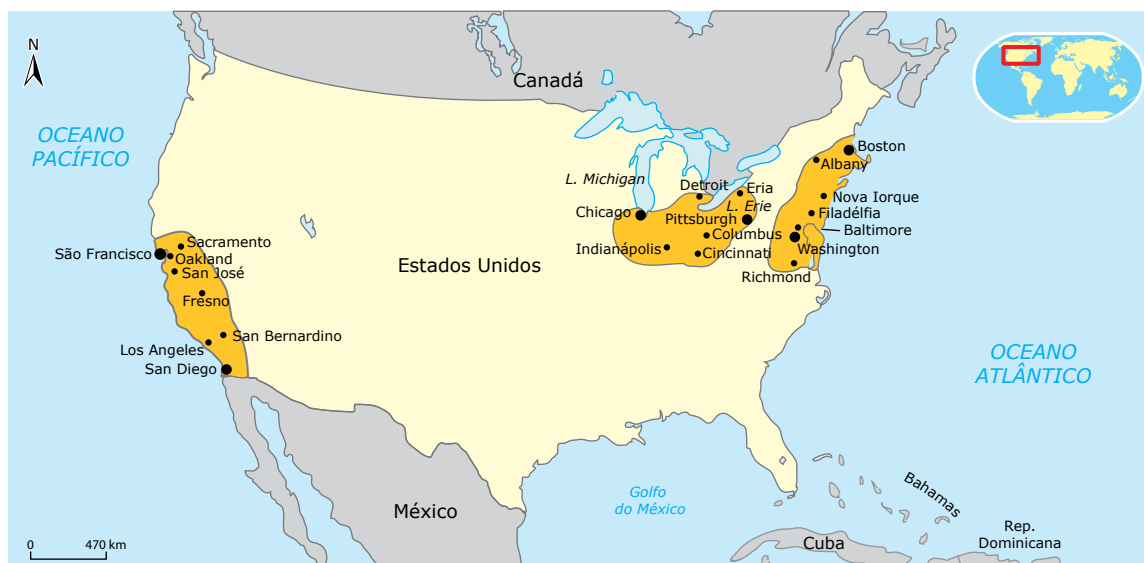 N
Canadá
OCEANO
PACÍFICO
L. Michigan
Detroit
Eria
L. Erie
Chicago
Pittsburgh
Columbus
Indianápolis
Cincinnati
Boston
Albany
Nova Iorque
Filadélfia
Baltimore
Washington
Richmond
Sacramento
São Francisco
Oakland
San José
Fresno
Estados Unidos
San Bernardino
Los Angeles
San Diego
OCEANO
ATLÂNTICO
México
Golfo
do México
Bahamas
Cuba
Rep.
Dominicana
0 470 km